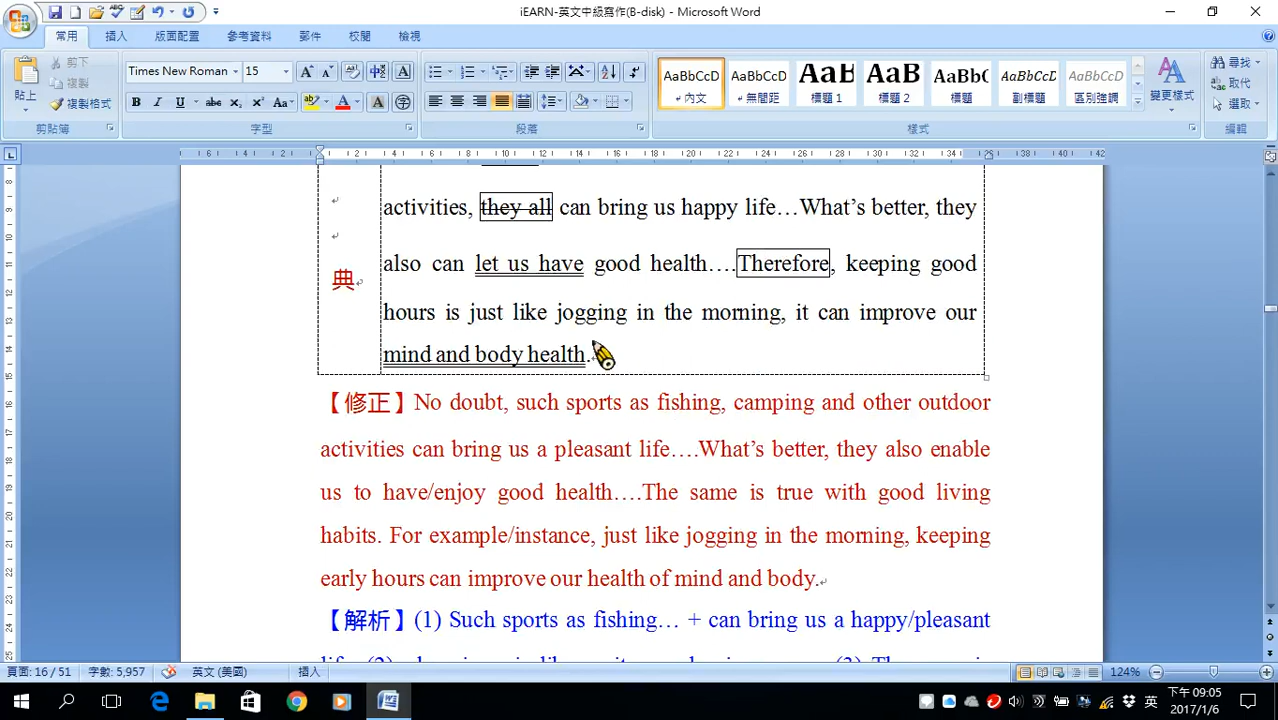 iEARN-英文中級寫作(B-disk) - Microsoft Word
常用 插入 版面配置 參考資料 郵件 校閱 檢視
貼上 剪下 複製 複製格式 剪貼簿
Times New Roman 15 字型
段落
AaBbCcD AaBbCcD AaBb AaB AaBbC AaBbCcD AaBbCcD
內文 無間距 標題 1 標題 2 標題 副標題 區別強調 變更樣式
樣式
尋找 取代 選取 編輯
activities, they all can bring us happy life…What’s better, they
also can let us have good health….Therefore, keeping good
典
hours is just like jogging in the morning, it can improve our
mind and body health.
【修正】No doubt, such sports as fishing, camping and other outdoor
activities can bring us a pleasant life….What’s better, they also enable
us to have/enjoy good health….The same is true with good living
habits. For example/instance, just like jogging in the morning, keeping
early hours can improve our health of mind and body.
【解析】(1) Such sports as fishing… + can bring us a happy/pleasant
頁面: 16 / 51 字數: 5,957 英文 (美國) 插入 124%
英 下午 09:05
2017/1/6